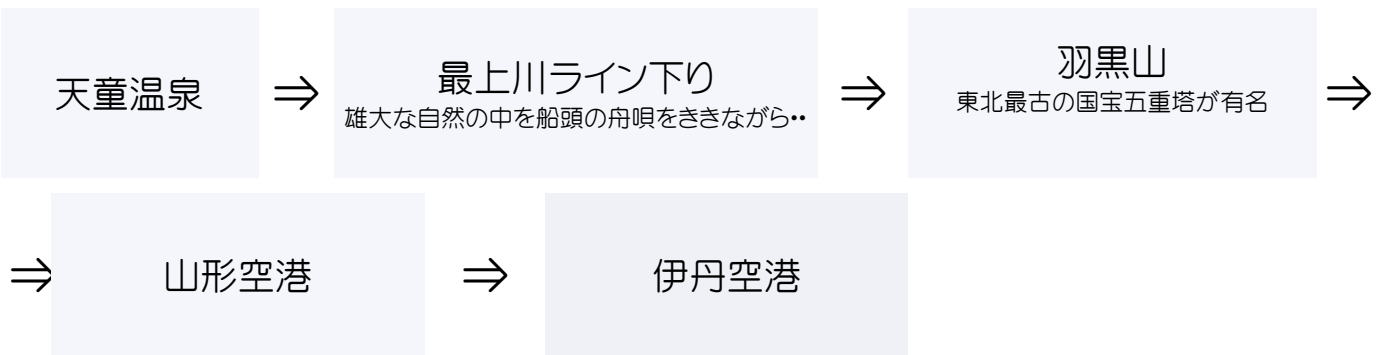 天童温泉
⇒
最上川ライン下り
雄大な自然の中を船頭の舟唄をききながら••
⇒
羽黒山
東北最古の国宝五重塔が有名
⇒
⇒
山形空港
⇒
伊丹空港